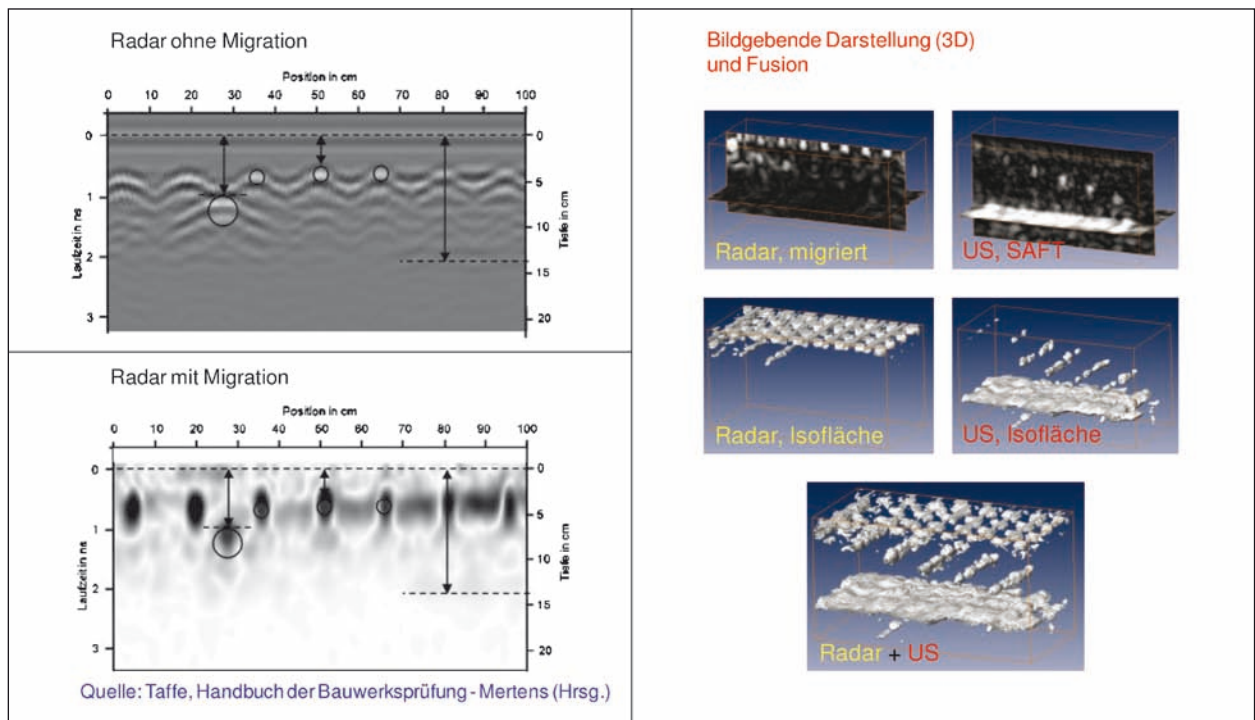 Radar ohne Migration
Position in cm
0 10 20 30 40 50 60 70 80 90 100
0
1
2
3
Laufzeit in ns
0
5
10
15
20
Tiefe in cm
Radar mit Migration
Position in cm
0 10 20 30 40 50 60 70 80 90 100
0
1
2
3
Laufzeit in ns
0
5
10
15
20
Tiefe in cm
Quelle: Taffe, Handbuch der Bauwerksprüfung - Mertens (Hrsg.)
Bildgebende Darstellung (3D)
und Fusion
Radar, migriert
US, SAFT
Radar, Isofläche
US, Isofläche
Radar + US